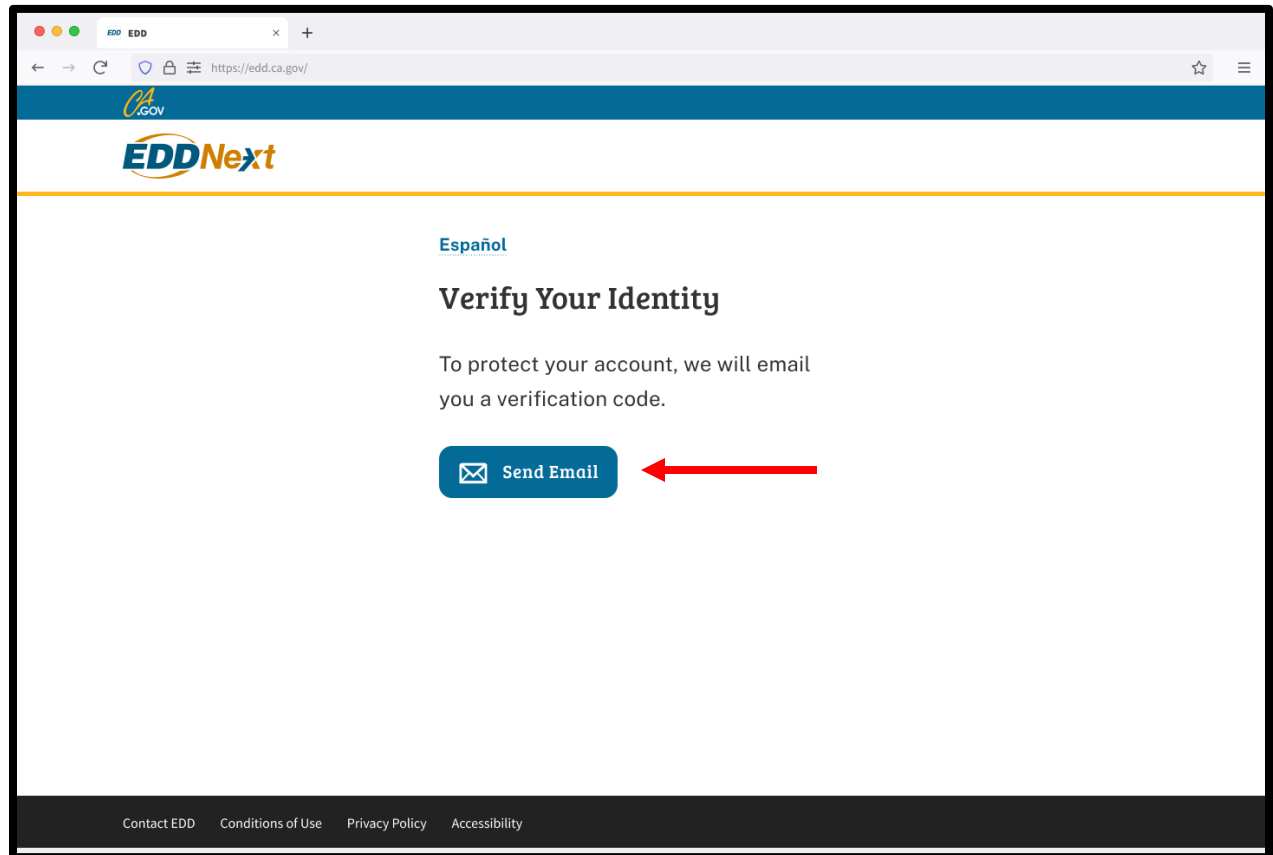 EDD EDD
https://edd.ca.gov/
CA.GOV
EDDNext
Español
Verify Your Identity
To protect your account, we will email
you a verification code.
Send Email
Contact EDD Conditions of Use Privacy Policy Accessibility